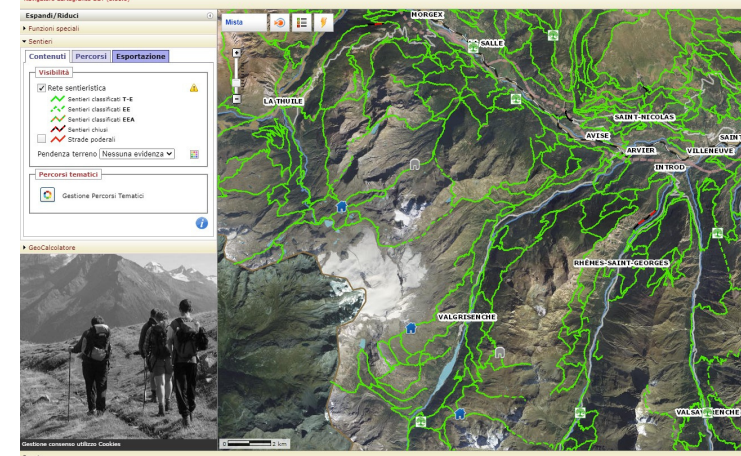 Espandi/Riduci
Funzioni speciali
Sentieri
Contenuti Percorsi Esportazione
Visibilità
Rete sentieristica
Sentieri classificati T-E
Sentieri classificati EE
Sentieri classificati EEA
Sentieri chiusi
Strade poderali
Pendenza terreno Nessuna evidenza
Percorsi tematici
Gestione Percorsi Tematici
GeoCalcolatore
Gestione consenso utilizzo Cookies
Mista
MORGEX
SALLE
LA THUILE
SAINT-NICOLAS
AVISE
SAINT
ARVIER
VILLENEUVE
INTROD
RHÊMES-SAINT-GEORGES
VALGRISENCHE
0 2 km